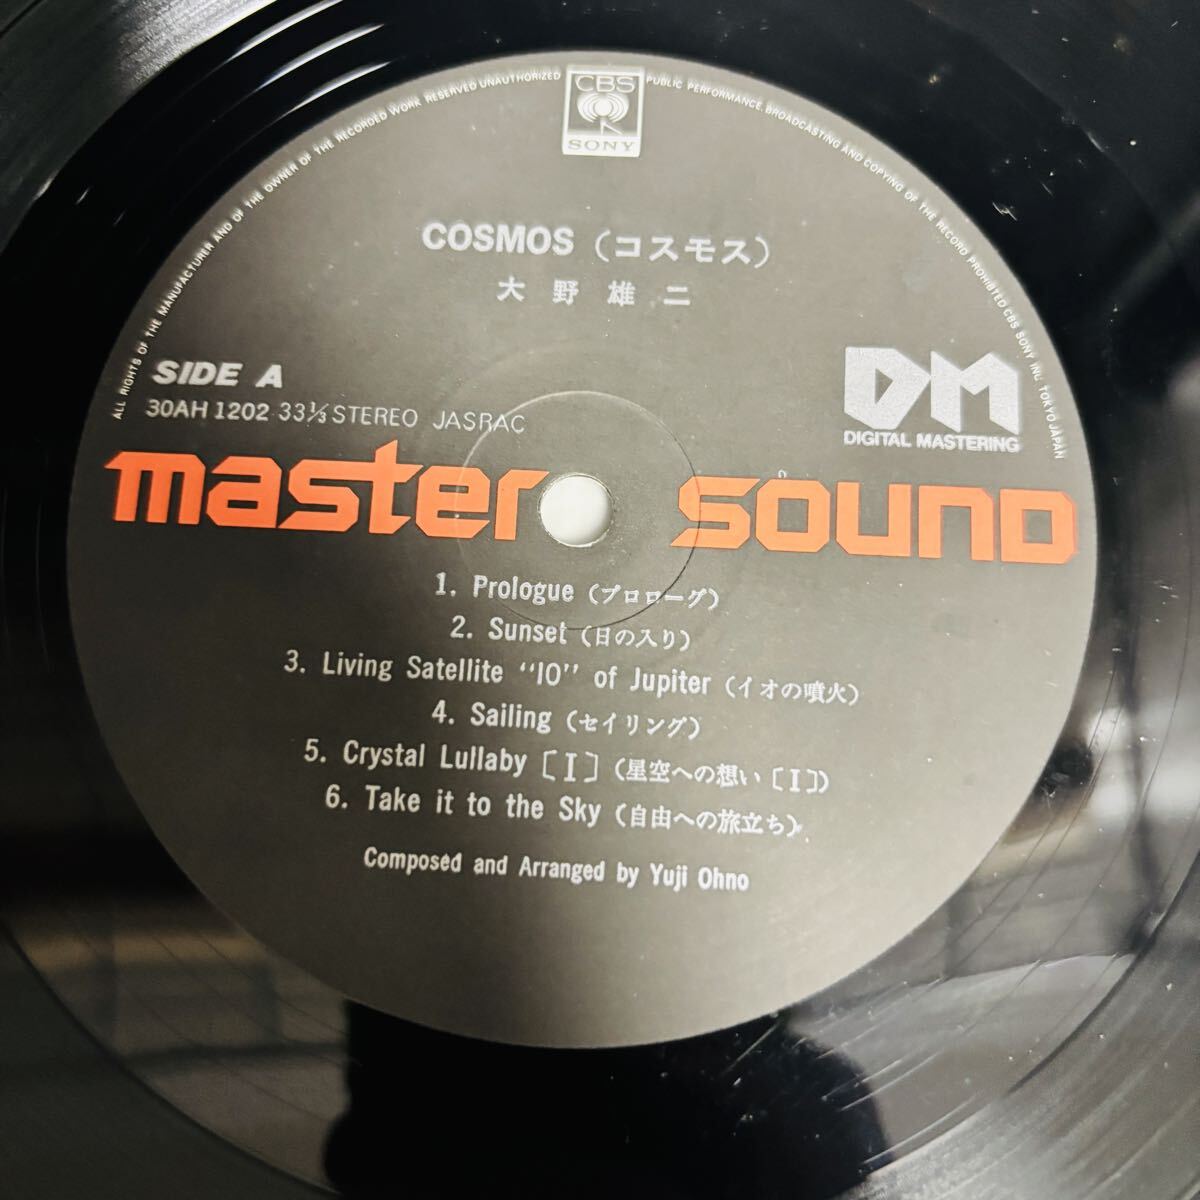 ALL RIGHTS OF THE MANUFACTURER AND OF THE OWNER OF THE RECORDED WORK RESERVED UNAUTHORIZED PUBLIC PERFORMANCE, BROADCASTING AND COPYING OF THE RECORD PROHIBITED CBS SONY INC. TOKYO JAPAN
CBS
SONY
COSMOS (コスモス)
大野雄二
SIDE A
30AH 1202 33⅓ STEREO JASRAC
DM
DIGITAL MASTERING
master sound
1. Prologue (プロローグ)
2. Sunset (日の入り)
3. Living Satellite “IO” of Jupiter (イオの噴火)
4. Sailing (セイリング)
5. Crystal Lullaby [I] (星空への想い[I])
6. Take it to the Sky (自由への旅立ち)
Composed and Arranged by Yuji Ohno